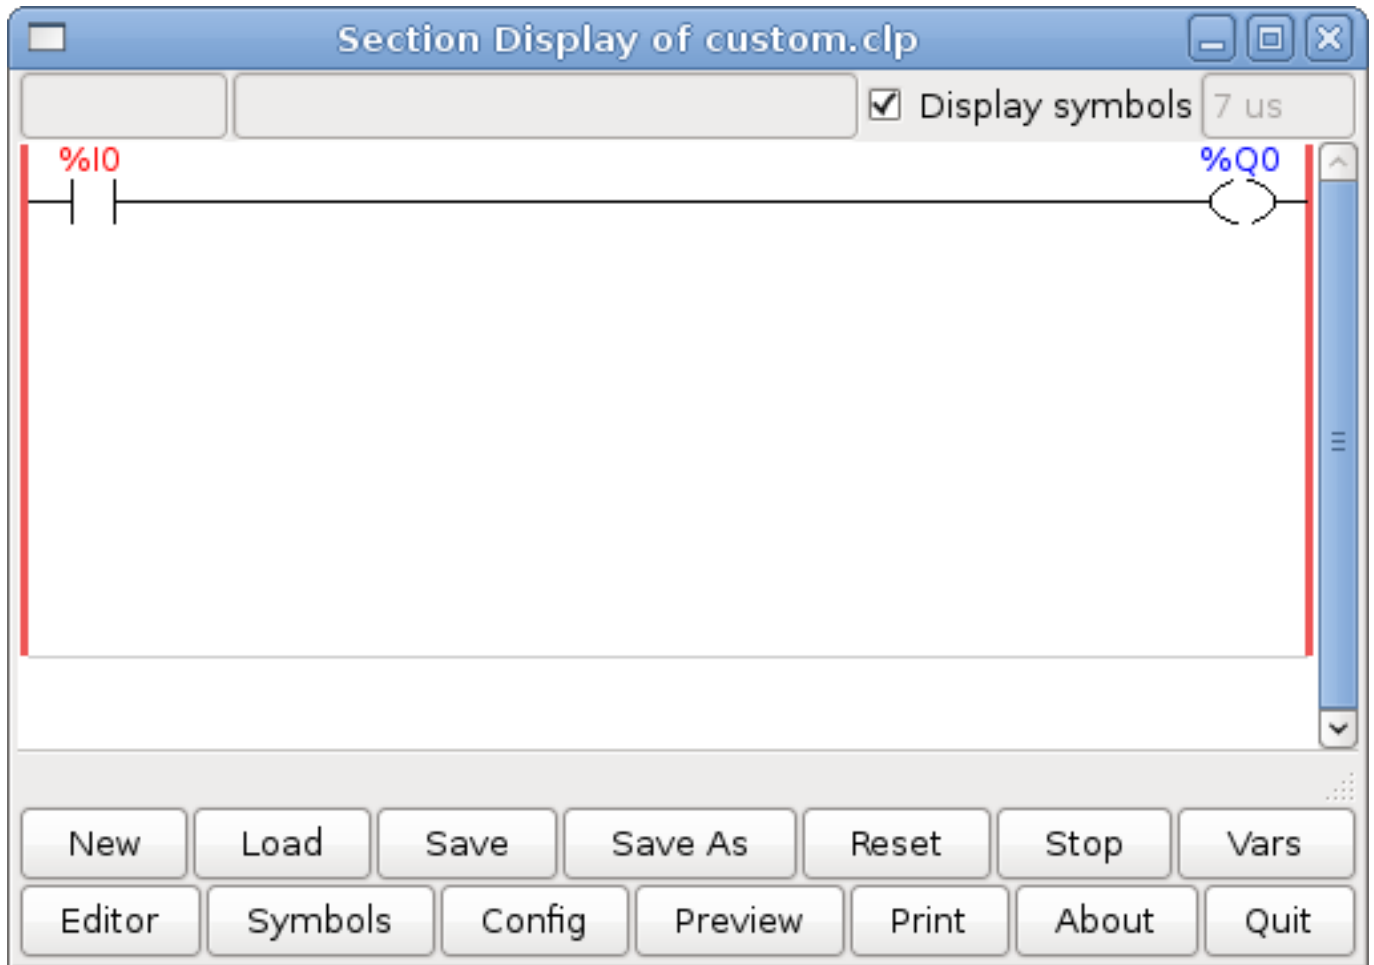 Section Display of custom.clp
Display symbols 7 us
%I0 %Q0
New Load Save Save As Reset Stop Vars
Editor Symbols Config Preview Print About Quit